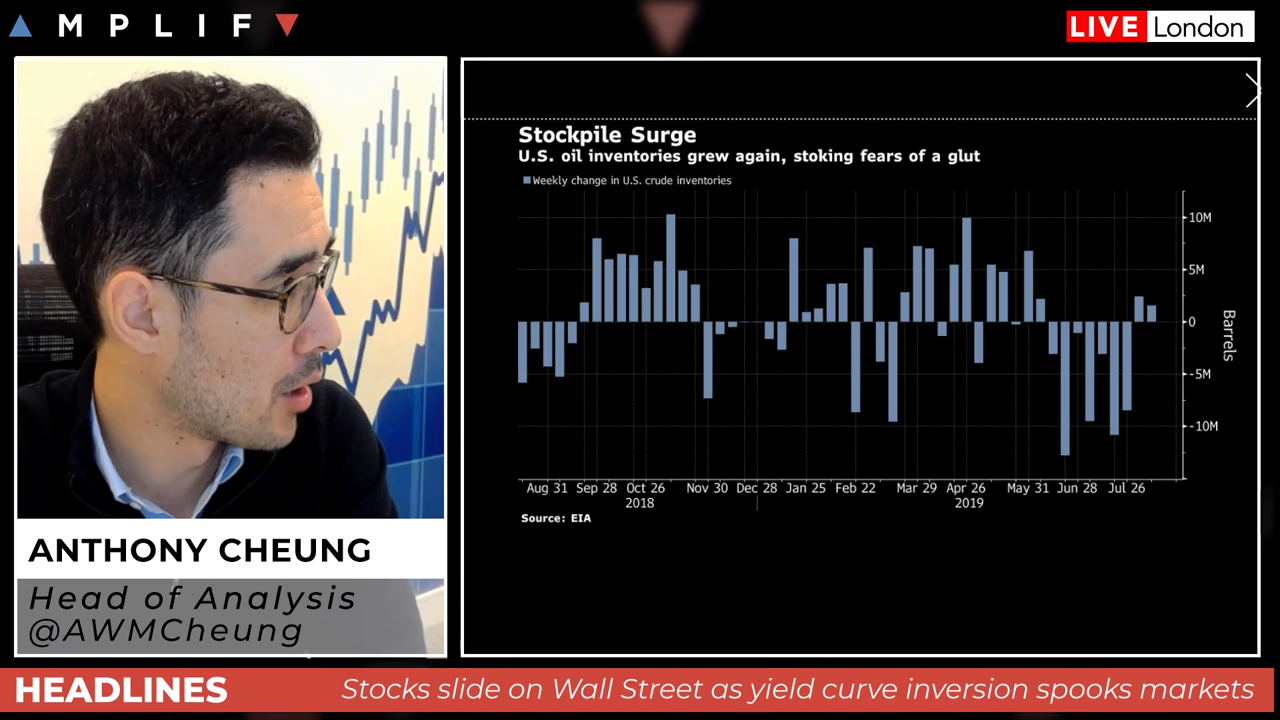 MPLIF
LIVE London
Stockpile Surge
U.S. oil inventories grew again, stoking fears of a glut
Weekly change in U.S. crude inventories
10M
5M
0
-5M
-10M
Barrels
Aug 31 Sep 28 Oct 26 Nov 30 Dec 28 Jan 25 Feb 22 Mar 29 Apr 26 May 31 Jun 28 Jul 26
2018 2019
Source: EIA
ANTHONY CHEUNG
Head of Analysis
@AWMCheung
HEADLINES Stocks slide on Wall Street as yield curve inversion spooks markets